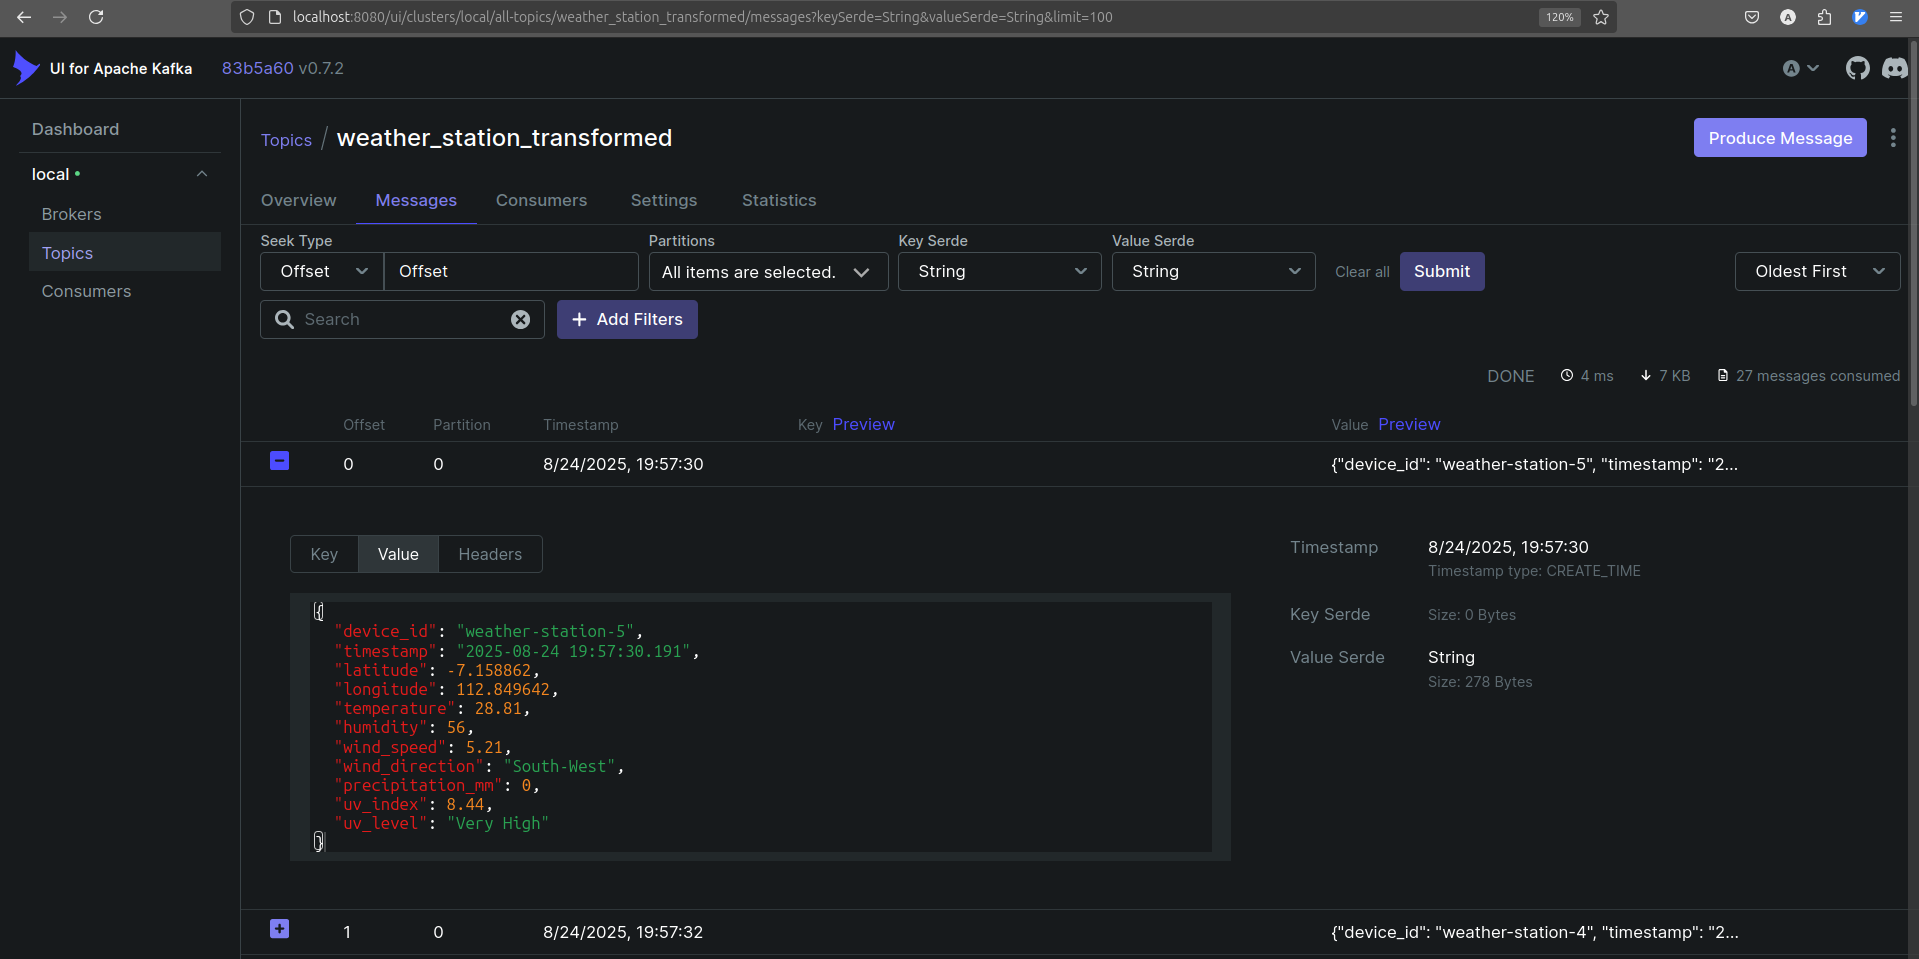 localhost:8080/ui/clusters/local/all-topics/weather_station_transformed/messages?keySerde=String&valueSerde=String&limit=100
120%
A
UI for Apache Kafka 83b5a60 v0.7.2
A
Dashboard
local
Brokers
Topics
Consumers
Topics / weather_station_transformed
Produce Message
Overview Messages Consumers Settings Statistics
Seek Type Partitions Key Serde Value Serde
Offset Offset All items are selected. String String Clear all Submit Oldest First
Search + Add Filters
DONE 4 ms 7 KB 27 messages consumed
Offset Partition Timestamp Key Preview Value Preview
0 0 8/24/2025, 19:57:30 {"device_id": "weather-station-5", "timestamp": "2...
Key Value Headers
{
"device_id": "weather-station-5",
"timestamp": "2025-08-24 19:57:30.191",
"latitude": -7.158862,
"longitude": 112.849642,
"temperature": 28.81,
"humidity": 56,
"wind_speed": 5.21,
"wind_direction": "South-West",
"precipitation_mm": 0,
"uv_index": 8.44,
"uv_level": "Very High"
}
Timestamp 8/24/2025, 19:57:30
Timestamp type: CREATE_TIME
Key Serde Size: 0 Bytes
Value Serde String
Size: 278 Bytes
1 0 8/24/2025, 19:57:32 {"device_id": "weather-station-4", "timestamp": "2...